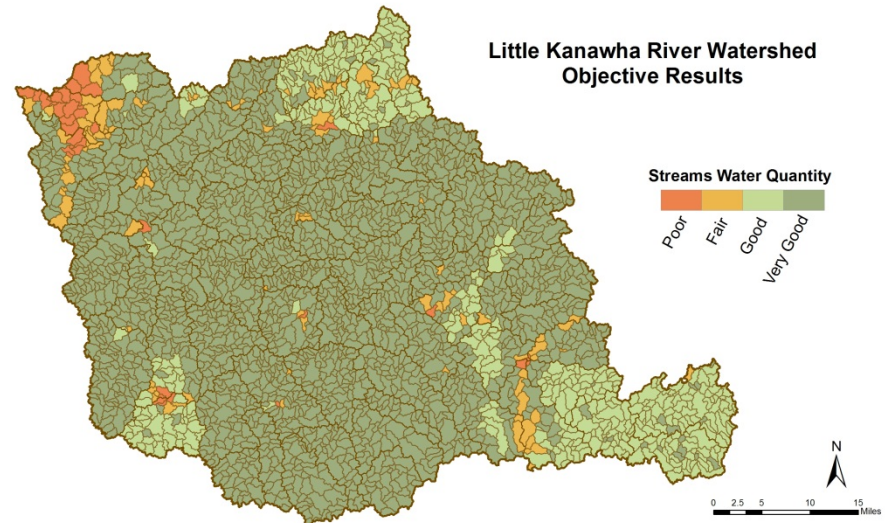 Little Kanawha River Watershed
Objective Results
Streams Water Quantity
Poor
Fair
Good
Very Good
N
0 2.5 5 10 15
Miles